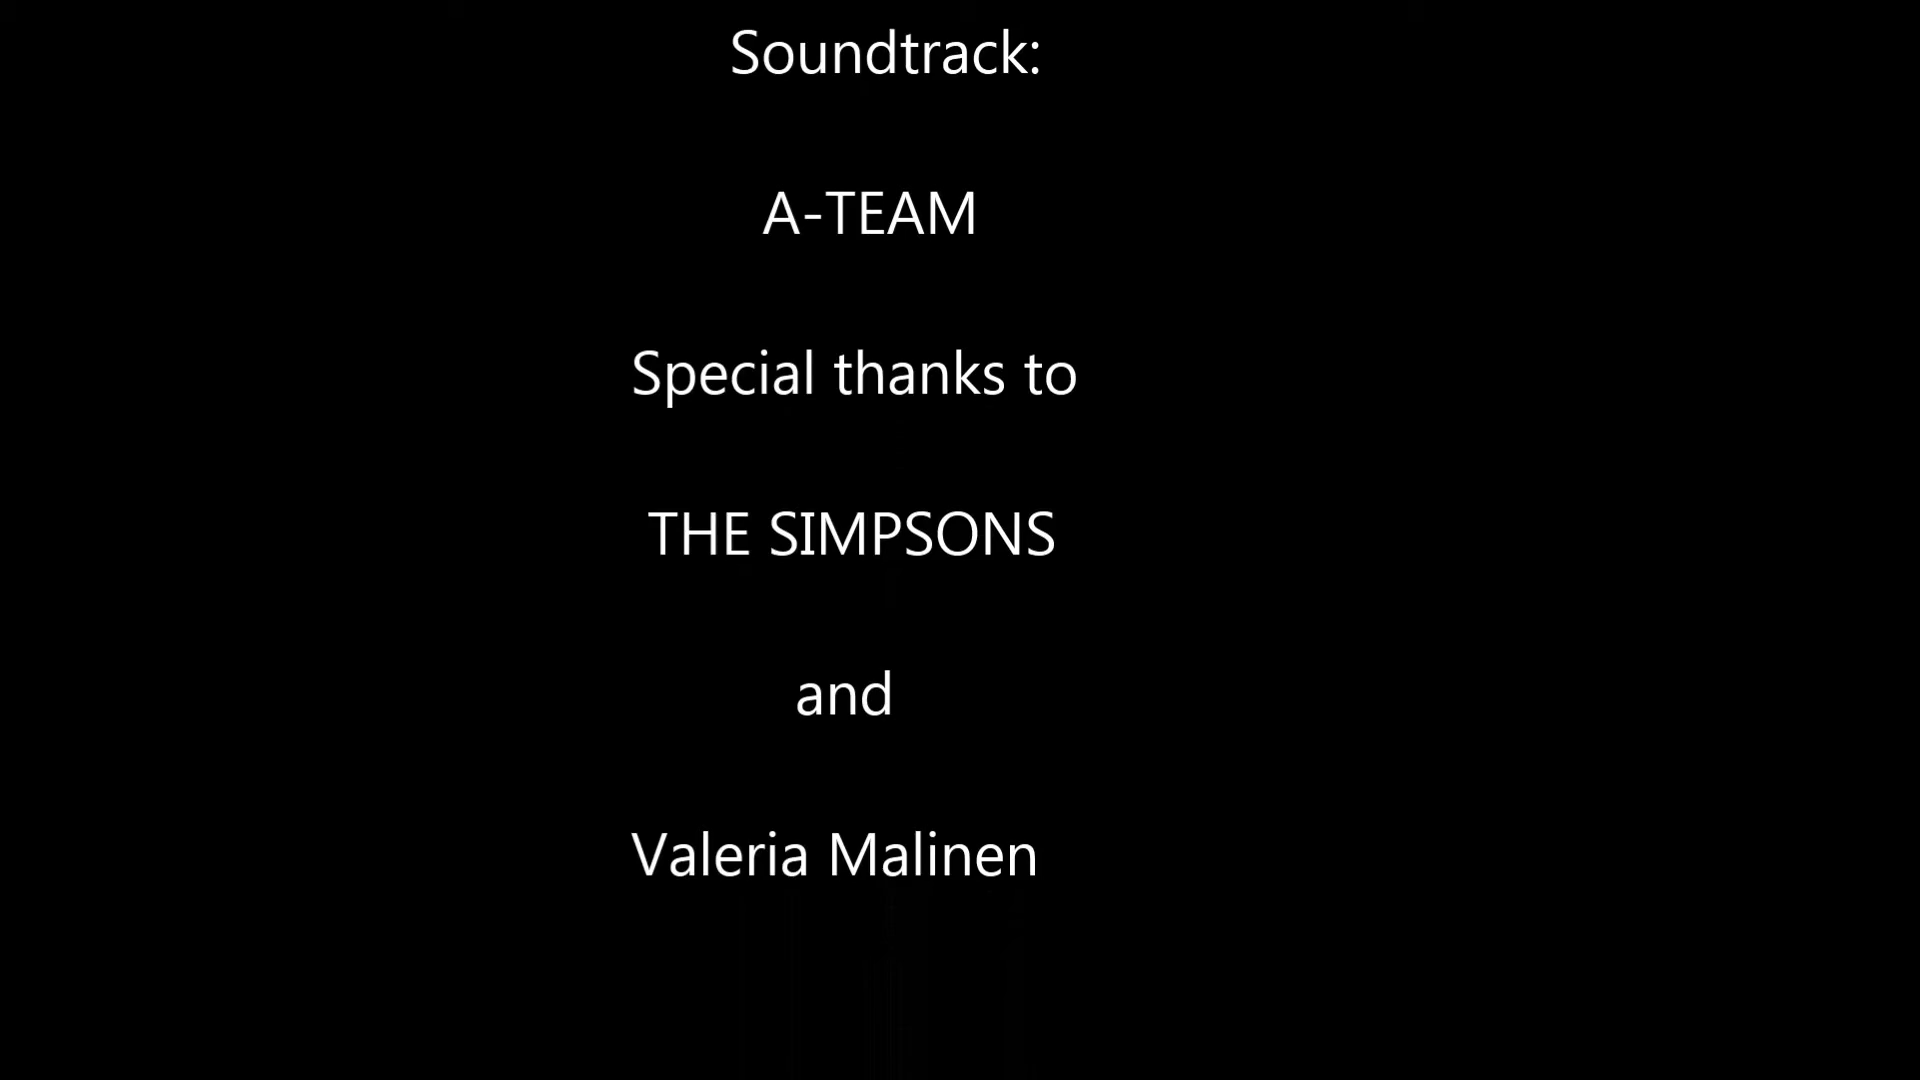 Soundtrack:
A-TEAM
Special thanks to
THE SIMPSONS
and
Valeria Malinen